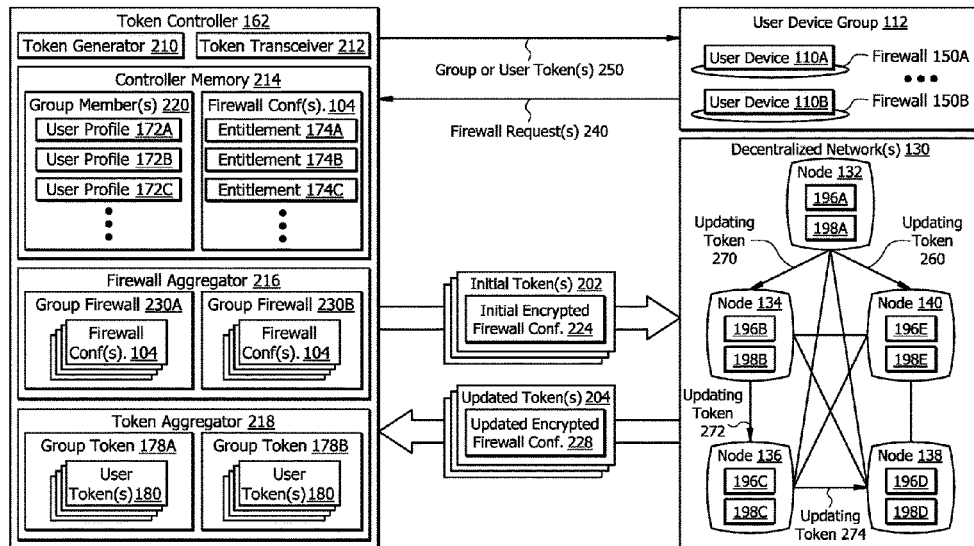 Token Controller 162
Token Generator 210
Token Transceiver 212
Controller Memory 214
Group Member(s) 220
User Profile 172A
User Profile 172B
User Profile 172C
Firewall Conf(s). 104
Entitlement 174A
Entitlement 174B
Entitlement 174C
Firewall Aggregator 216
Group Firewall 230A
Firewall
Conf(s). 104
Group Firewall 230B
Firewall
Conf(s). 104
Token Aggregator 218
Group Token 178A
User
Token(s) 180
Group Token 178B
User
Token(s) 180
Group or User Token(s) 250
Firewall Request(s) 240
Initial Token(s) 202
Initial Encrypted
Firewall Conf. 224
Updated Token(s) 204
Updated Encrypted
Firewall Conf. 228
User Device Group 112
User Device 110A
Firewall 150A
User Device 110B
Firewall 150B
Decentralized Network(s) 130
Node 132
196A
198A
Updating
Token
270
Updating
Token
260
Node 134
196B
198B
Node 140
196E
198E
Updating
Token
272
Node 136
196C
198C
Node 138
196D
198D
Updating
Token 274